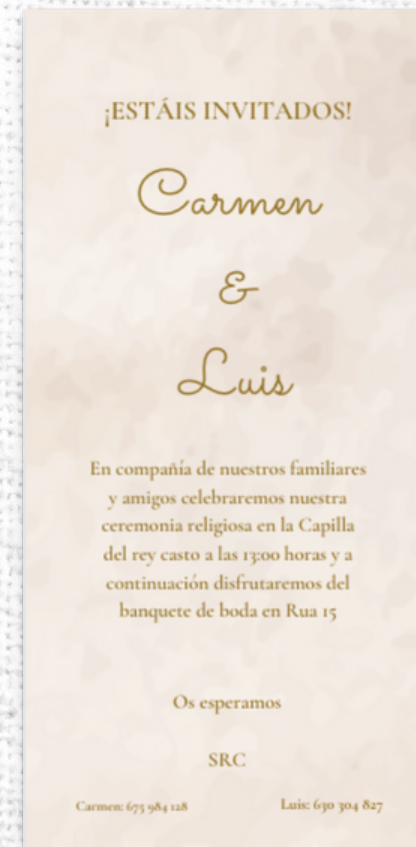 ¡ESTÁIS INVITADOS!
Carmen
&
Luis
En compañía de nuestros familiares
y amigos celebraremos nuestra
ceremonia religiosa en la Capilla
del rey casto a las 13:00 horas y a
continuación disfrutaremos del
banquete de boda en Rua 15
Os esperamos
SRC
Carmen: 675 984 128
Luis: 630 304 827